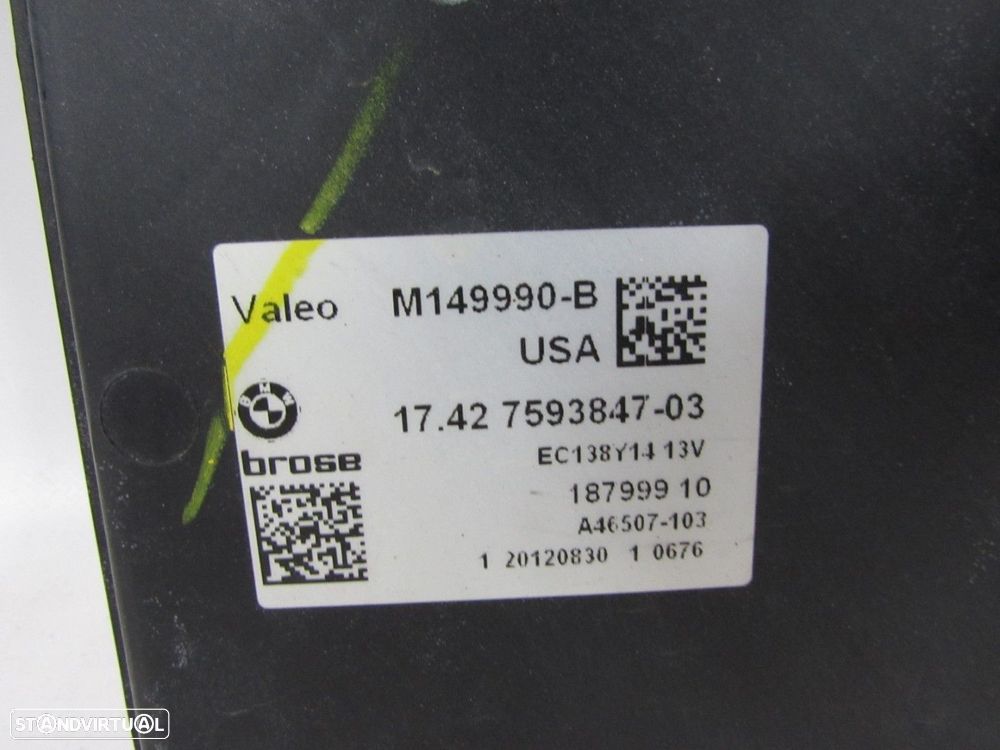 Valeo M149990-B
USA
BMW
17.42 7593847-03
brose
EC138Y14 13V
187999 10
A46507-103
1 20120830 1 0676
STANDVIRTUAL